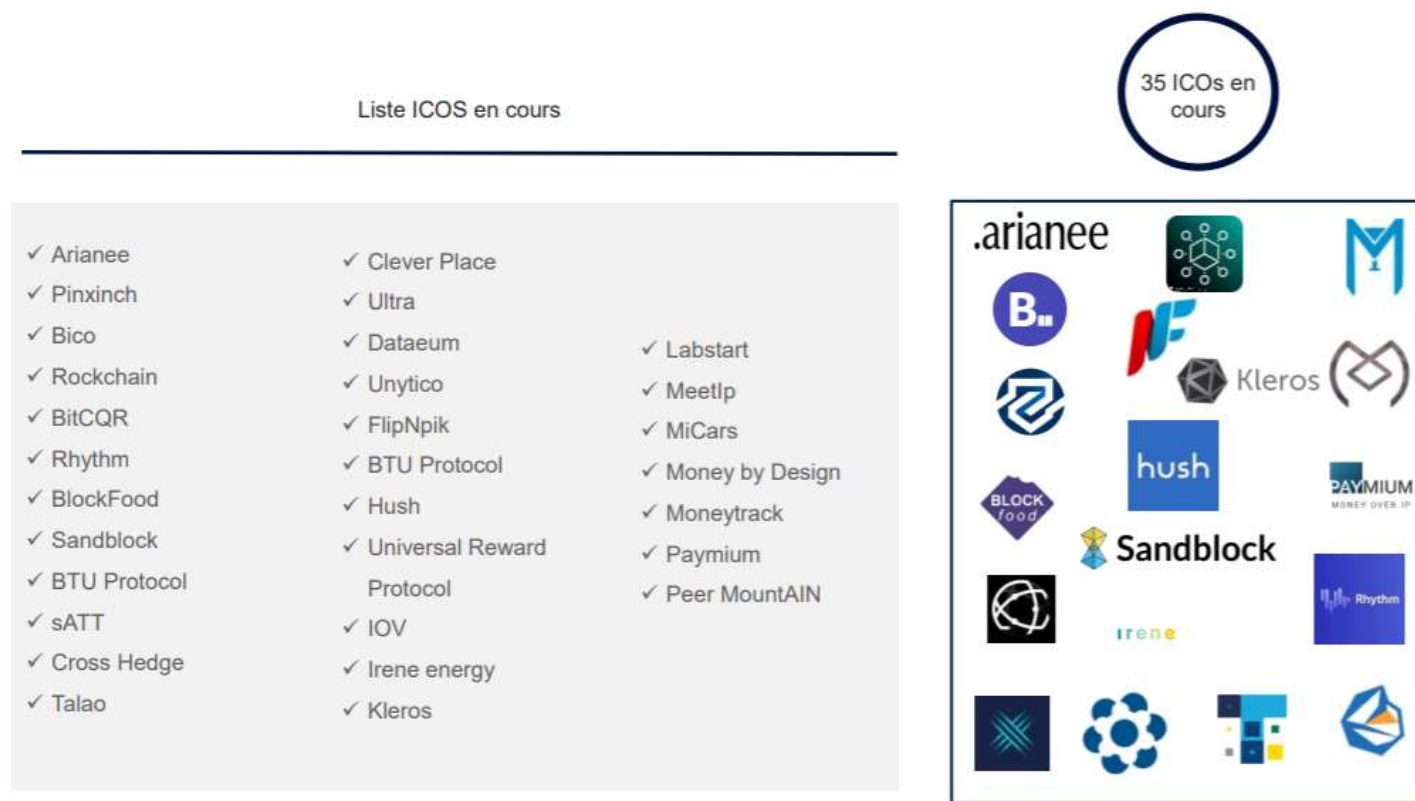 Liste ICOS en cours
35 ICOs en
cours
✓ Arianee
✓ Pinxinch
✓ Bico
✓ Rockchain
✓ BitCQR
✓ Rhythm
✓ BlockFood
✓ Sandblock
✓ BTU Protocol
✓ sATT
✓ Cross Hedge
✓ Talao
✓ Clever Place
✓ Ultra
✓ Dataeum
✓ Unytico
✓ FlipNpik
✓ BTU Protocol
✓ Hush
✓ Universal Reward
Protocol
✓ IOV
✓ Irene energy
✓ Kleros
✓ Labstart
✓ MeetIp
✓ MiCars
✓ Money by Design
✓ Moneytrack
✓ Paymium
✓ Peer MountAIN
.arianee
B
Kleros
hush
BLOCK
food
PAYMIUM
MONEY OVER IP
Sandblock
Rhythm
irene